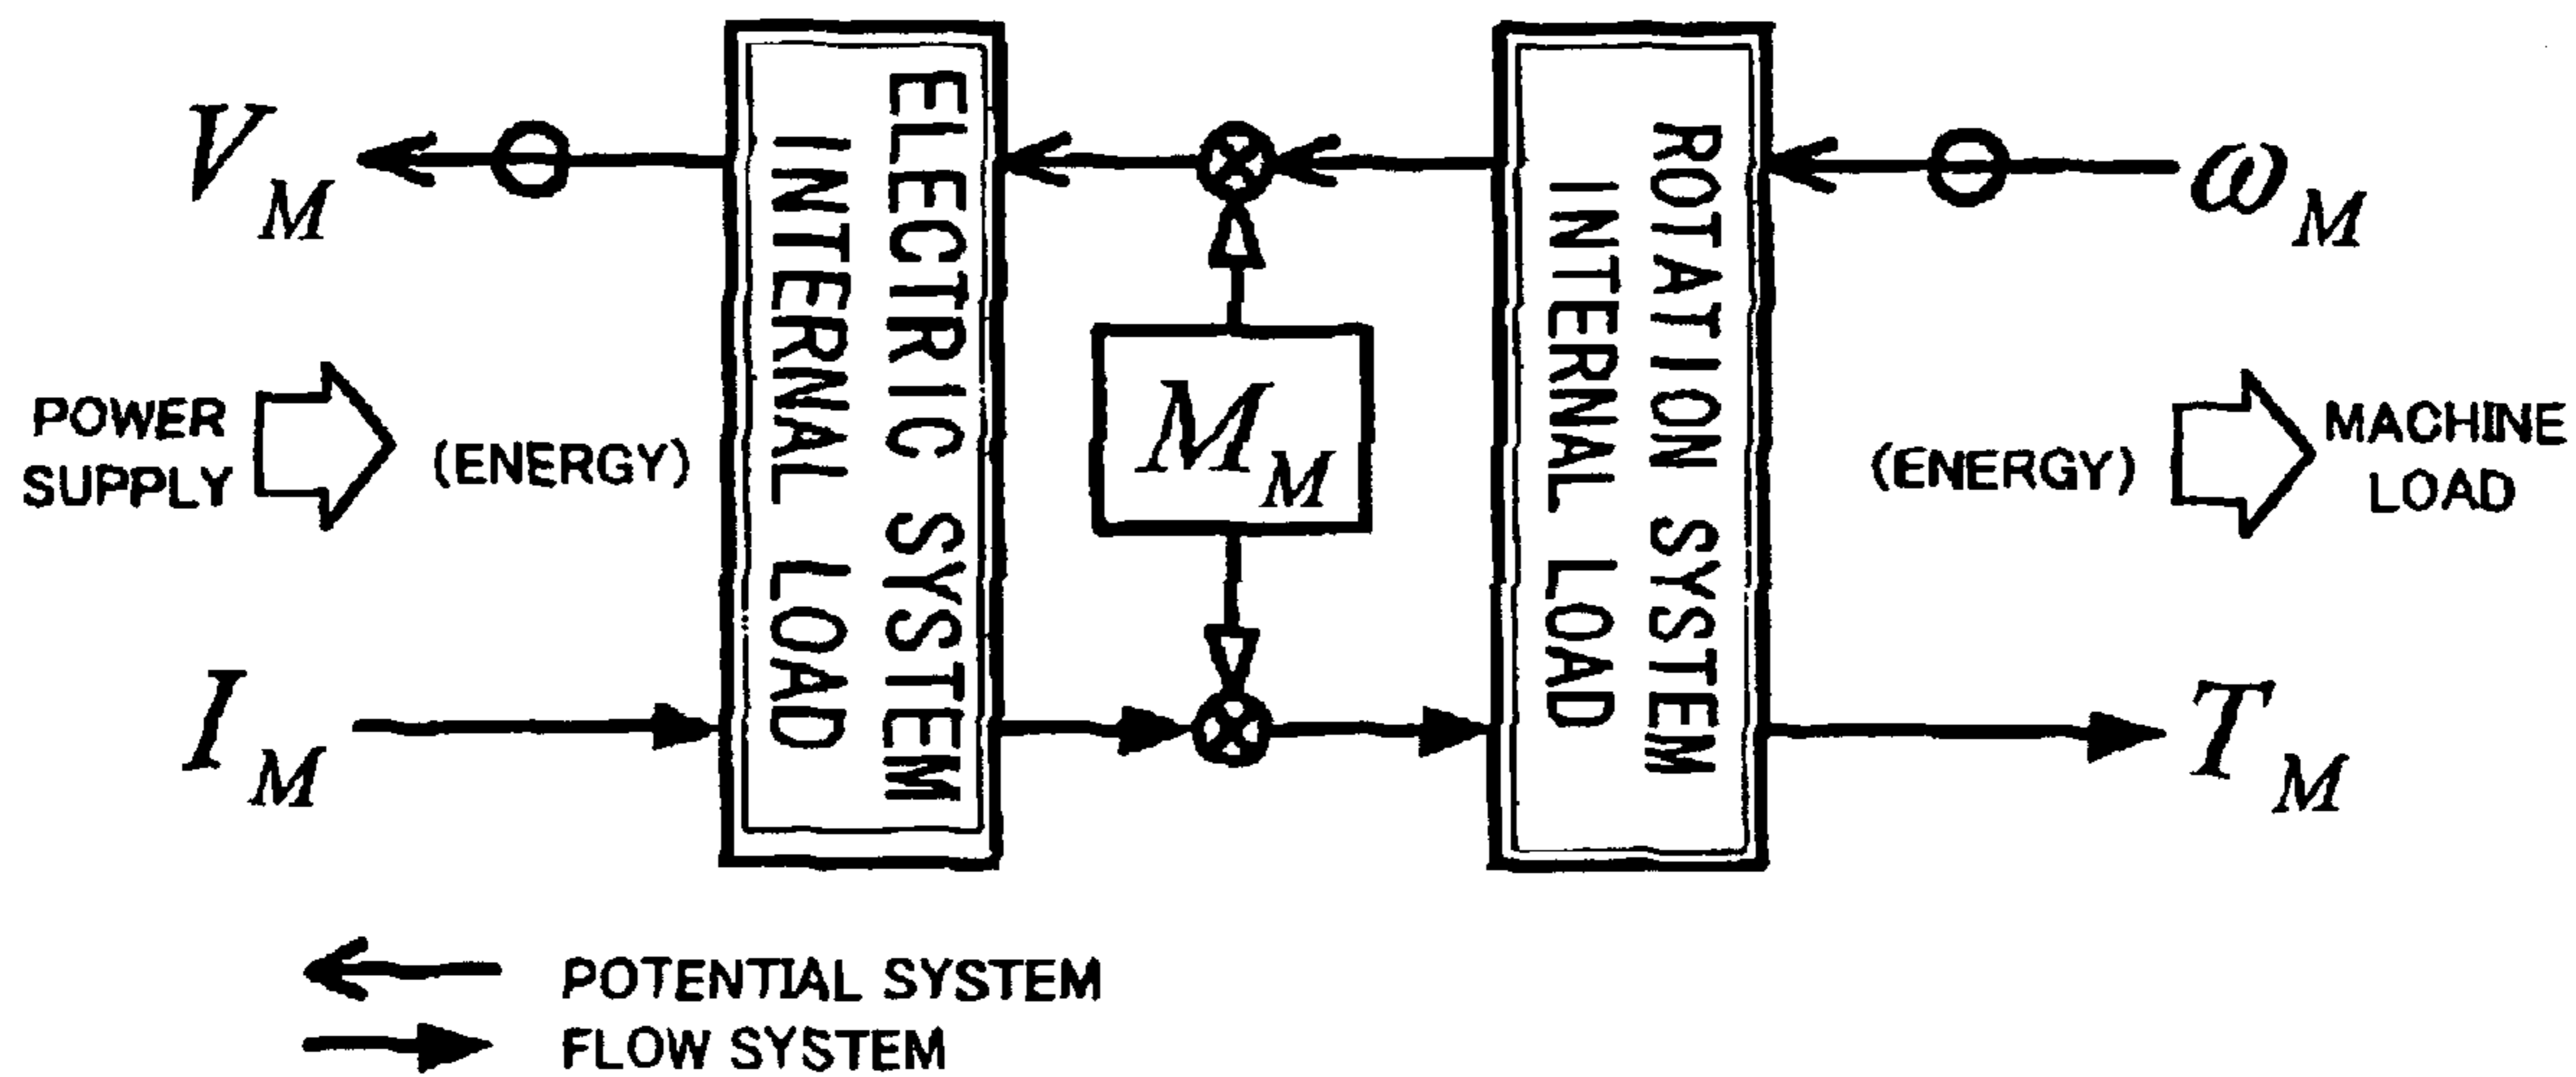 V_M
ELECTRIC SYSTEM
INTERNAL LOAD
ROTATION SYSTEM
INTERNAL LOAD
ω_M
POWER
SUPPLY
(ENERGY)
M_M
(ENERGY)
MACHINE
LOAD
I_M
T_M
POTENTIAL SYSTEM
FLOW SYSTEM